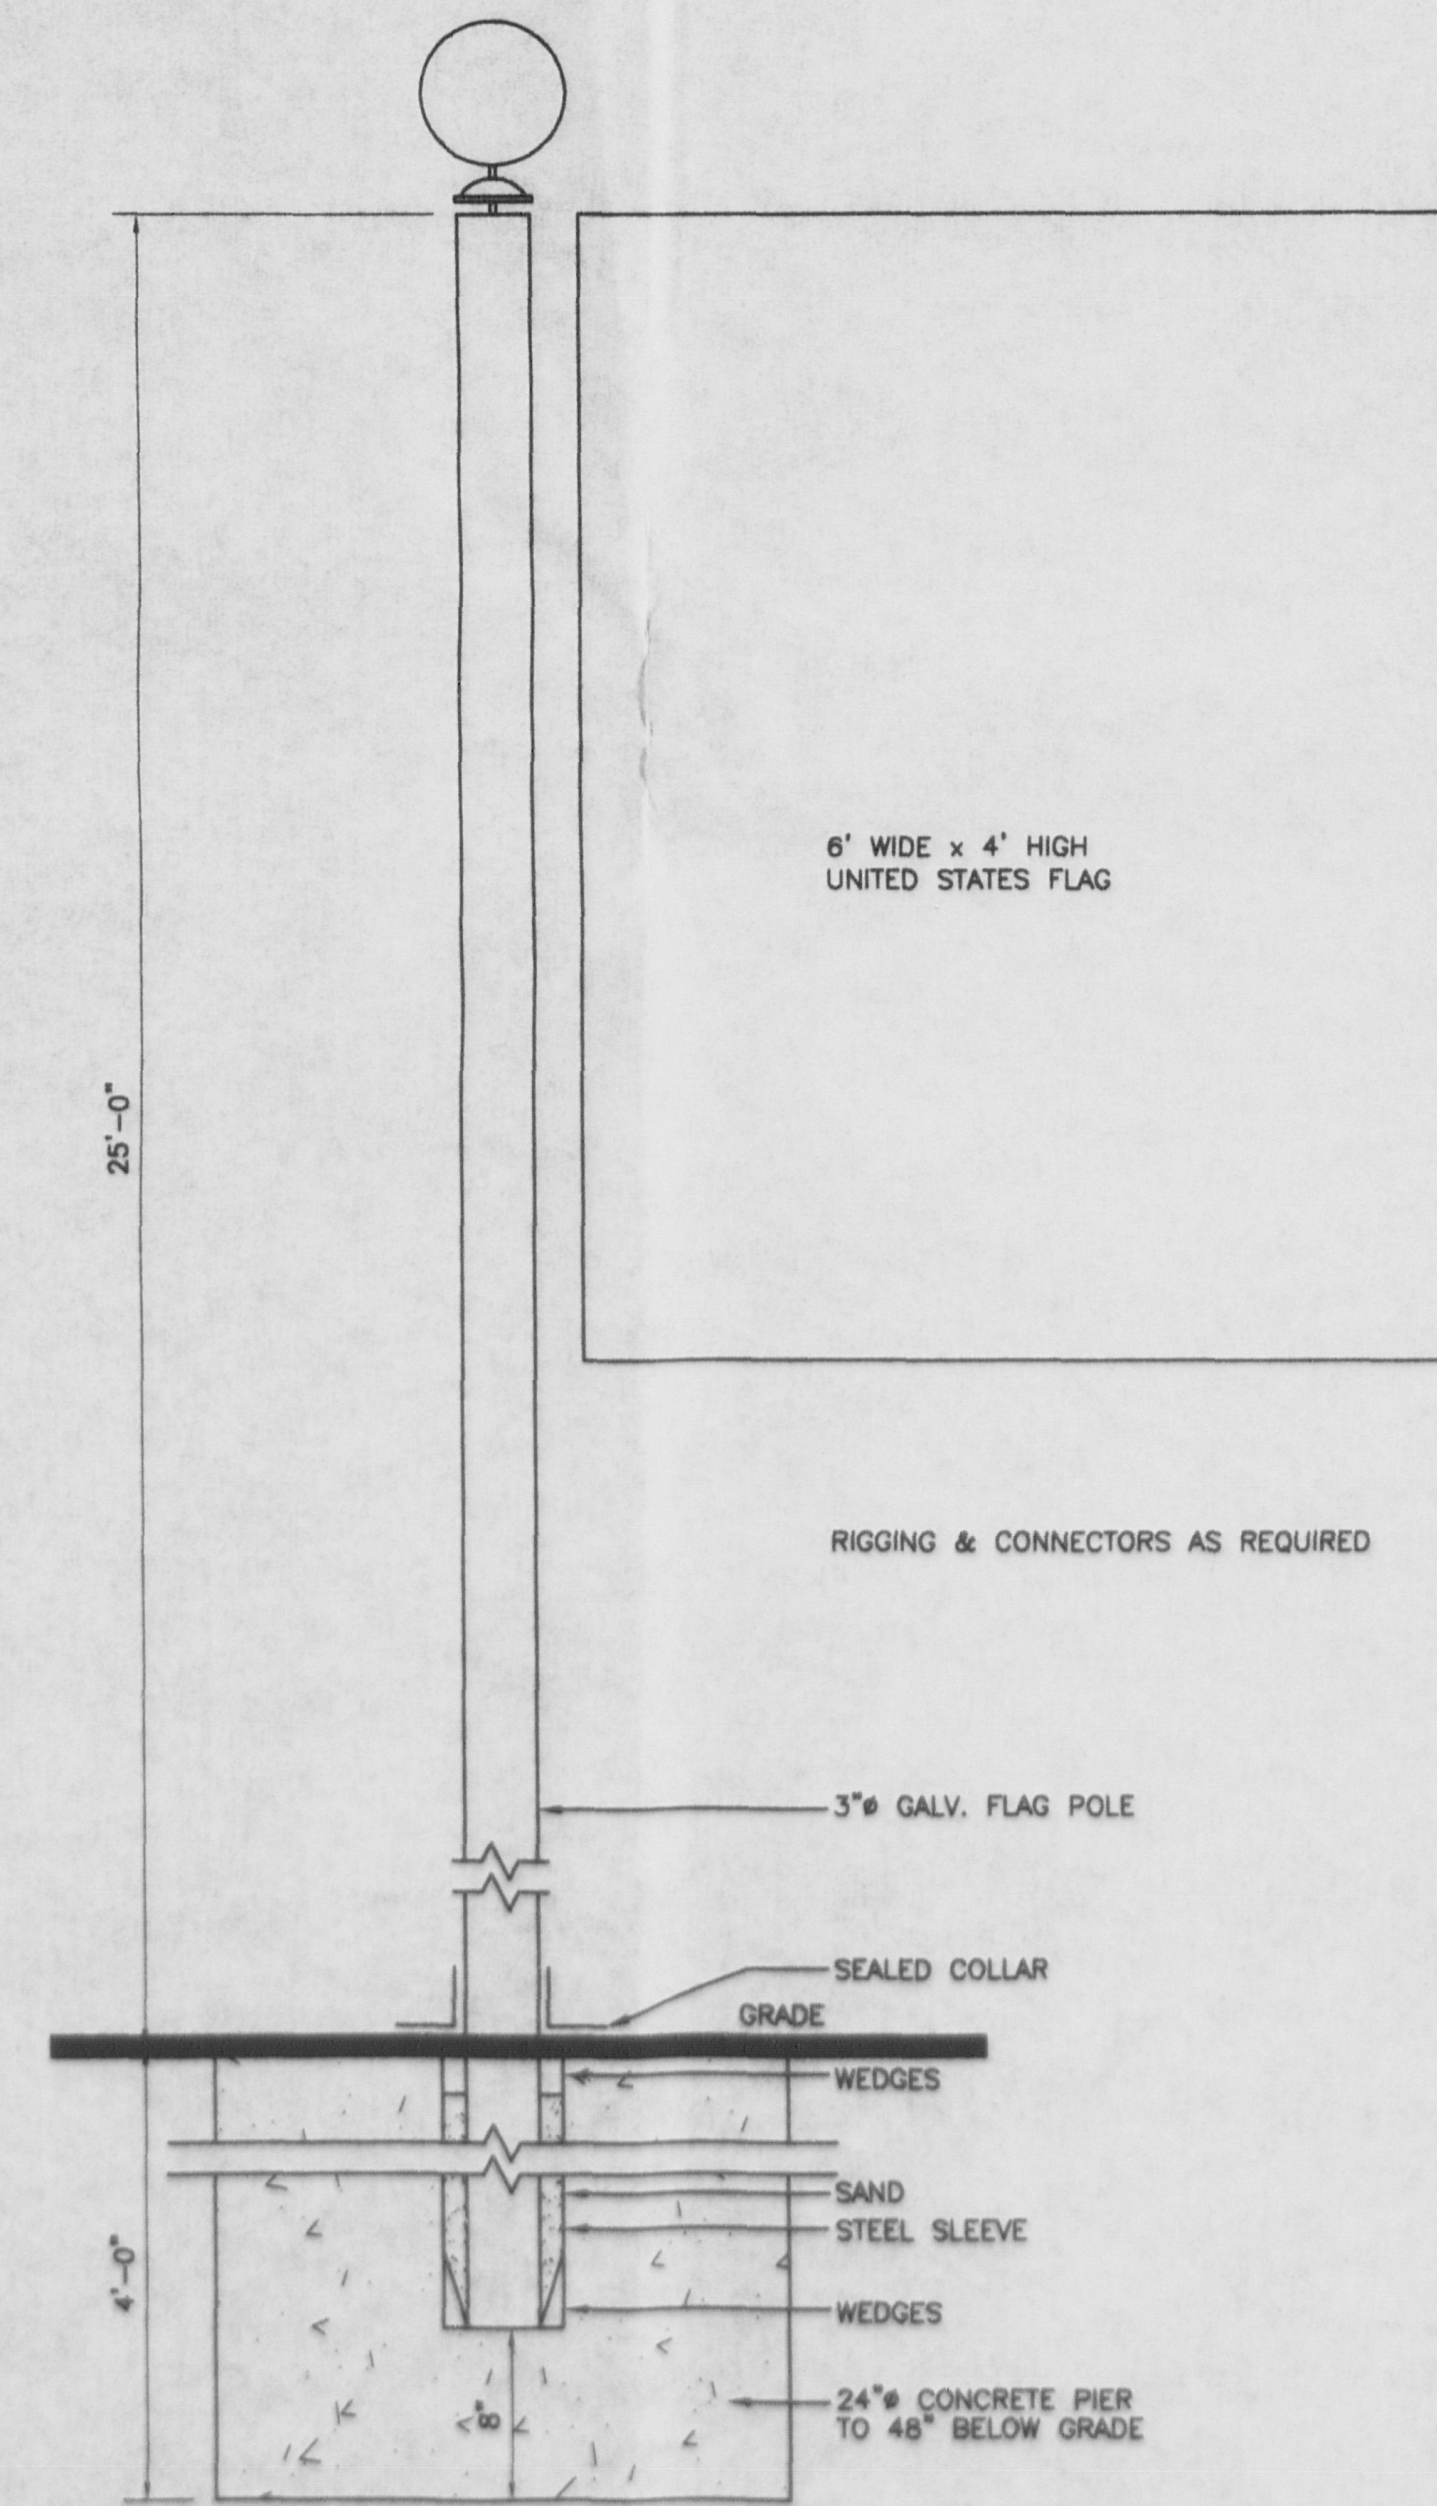 6' WIDE x 4' HIGH
UNITED STATES FLAG
25'-0"
RIGGING & CONNECTORS AS REQUIRED
3"ø GALV. FLAG POLE
SEALED COLLAR
GRADE
WEDGES
SAND
STEEL SLEEVE
4'-0"
WEDGES
24"ø CONCRETE PIER
TO 48" BELOW GRADE
8"